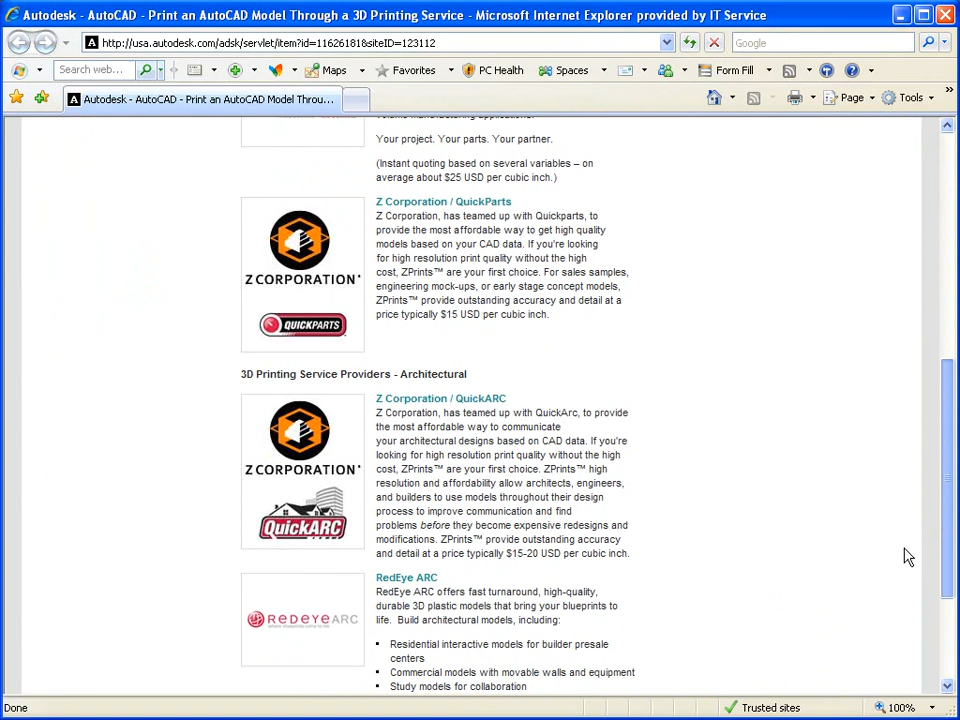 Autodesk - AutoCAD - Print an AutoCAD Model Through a 3D Printing Service - Microsoft Internet Explorer provided by IT Service
http://usa.autodesk.com/adsk/servlet/item?id=11626181&siteID=123112
Google
Search web...
Maps
Favorites
PC Health
Spaces
Form Fill
Autodesk - AutoCAD - Print an AutoCAD Model Throu...
Page
Tools
Your project. Your parts. Your partner.
(Instant quoting based on several variables – on
average about $25 USD per cubic inch.)
Z CORPORATION
QUICKPARTS
Z Corporation / QuickParts
Z Corporation, has teamed up with Quickparts, to
provide the most affordable way to get high quality
models based on your CAD data. If you're looking
for high resolution print quality without the high
cost, ZPrints™ are your first choice. For sales samples,
engineering mock-ups, or early stage concept models,
ZPrints™ provide outstanding accuracy and detail at a
price typically $15 USD per cubic inch.
3D Printing Service Providers - Architectural
Z CORPORATION
QuickARC
Z Corporation / QuickARC
Z Corporation, has teamed up with QuickArc, to provide
the most affordable way to communicate
your architectural designs based on CAD data. If you're
looking for high resolution print quality without the high
cost, ZPrints™ are your first choice. ZPrints™ high
resolution and affordability allow architects, engineers,
and builders to use models throughout their design
process to improve communication and find
problems before they become expensive redesigns and
modifications. ZPrints™ provide outstanding accuracy
and detail at a price typically $15-20 USD per cubic inch.
REDEYE ARC
RedEye ARC
RedEye ARC offers fast turnaround, high-quality,
durable 3D plastic models that bring your blueprints to
life. Build architectural models, including:
Residential interactive models for builder presale
centers
Commercial models with movable walls and equipment
Study models for collaboration
Done
Trusted sites
100%